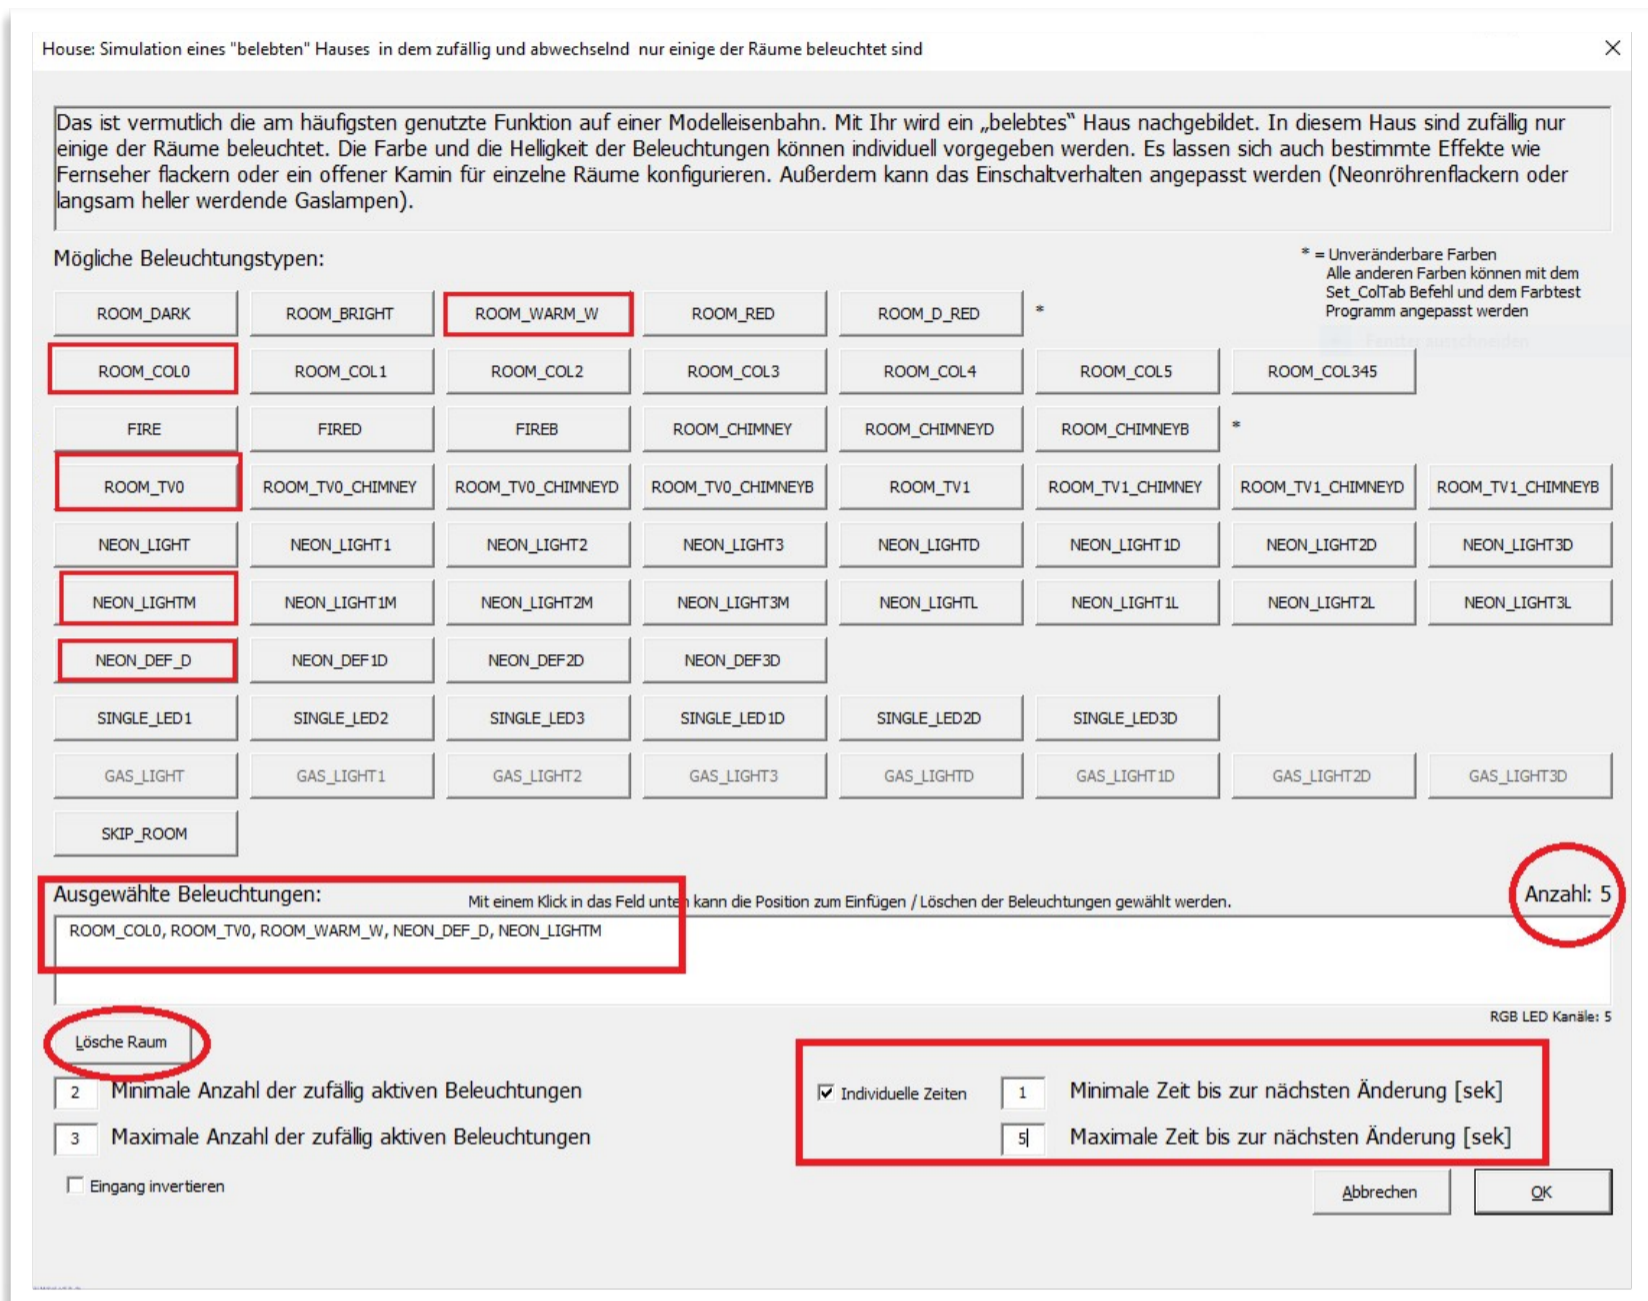 House: Simulation eines "belebten" Hauses in dem zufällig und abwechselnd nur einige der Räume beleuchtet sind
Das ist vermutlich die am häufigsten genutzte Funktion auf einer Modelleisenbahn. Mit Ihr wird ein „belebtes“ Haus nachgebildet. In diesem Haus sind zufällig nur
einige der Räume beleuchtet. Die Farbe und die Helligkeit der Beleuchtungen können individuell vorgegeben werden. Es lassen sich auch bestimmte Effekte wie
Fernseher flackern oder ein offener Kamin für einzelne Räume konfigurieren. Außerdem kann das Einschaltverhalten angepasst werden (Neonröhrenflackern oder
langsam heller werdende Gaslampen).
Mögliche Beleuchtungstypen:
* = Unveränderbare Farben
Alle anderen Farben können mit dem
Set_ColTab Befehl und dem Farbtest
Programm angepasst werden
ROOM_DARK ROOM_BRIGHT ROOM_WARM_W ROOM_RED ROOM_D_RED *
ROOM_COL0 ROOM_COL1 ROOM_COL2 ROOM_COL3 ROOM_COL4 ROOM_COL5 ROOM_COL345
FIRE FIRED FIREB ROOM_CHIMNEY ROOM_CHIMNEYD ROOM_CHIMNEYB *
ROOM_TV0 ROOM_TV0_CHIMNEY ROOM_TV0_CHIMNEYD ROOM_TV0_CHIMNEYB ROOM_TV1 ROOM_TV1_CHIMNEY ROOM_TV1_CHIMNEYD ROOM_TV1_CHIMNEYB
NEON_LIGHT NEON_LIGHT1 NEON_LIGHT2 NEON_LIGHT3 NEON_LIGHTD NEON_LIGHT1D NEON_LIGHT2D NEON_LIGHT3D
NEON_LIGHTM NEON_LIGHT1M NEON_LIGHT2M NEON_LIGHT3M NEON_LIGHTL NEON_LIGHT1L NEON_LIGHT2L NEON_LIGHT3L
NEON_DEF_D NEON_DEF1D NEON_DEF2D NEON_DEF3D
SINGLE_LED1 SINGLE_LED2 SINGLE_LED3 SINGLE_LED1D SINGLE_LED2D SINGLE_LED3D
GAS_LIGHT GAS_LIGHT1 GAS_LIGHT2 GAS_LIGHT3 GAS_LIGHTD GAS_LIGHT1D GAS_LIGHT2D GAS_LIGHT3D
SKIP_ROOM
Ausgewählte Beleuchtungen: Mit einem Klick in das Feld unten kann die Position zum Einfügen / Löschen der Beleuchtungen gewählt werden. Anzahl: 5
ROOM_COL0, ROOM_TV0, ROOM_WARM_W, NEON_DEF_D, NEON_LIGHTM
RGB LED Kanäle: 5
Lösche Raum
2 Minimale Anzahl der zufällig aktiven Beleuchtungen
Individuelle Zeiten 1 Minimale Zeit bis zur nächsten Änderung [sek]
3 Maximale Anzahl der zufällig aktiven Beleuchtungen
5 Maximale Zeit bis zur nächsten Änderung [sek]
Eingang invertieren
Abbrechen OK